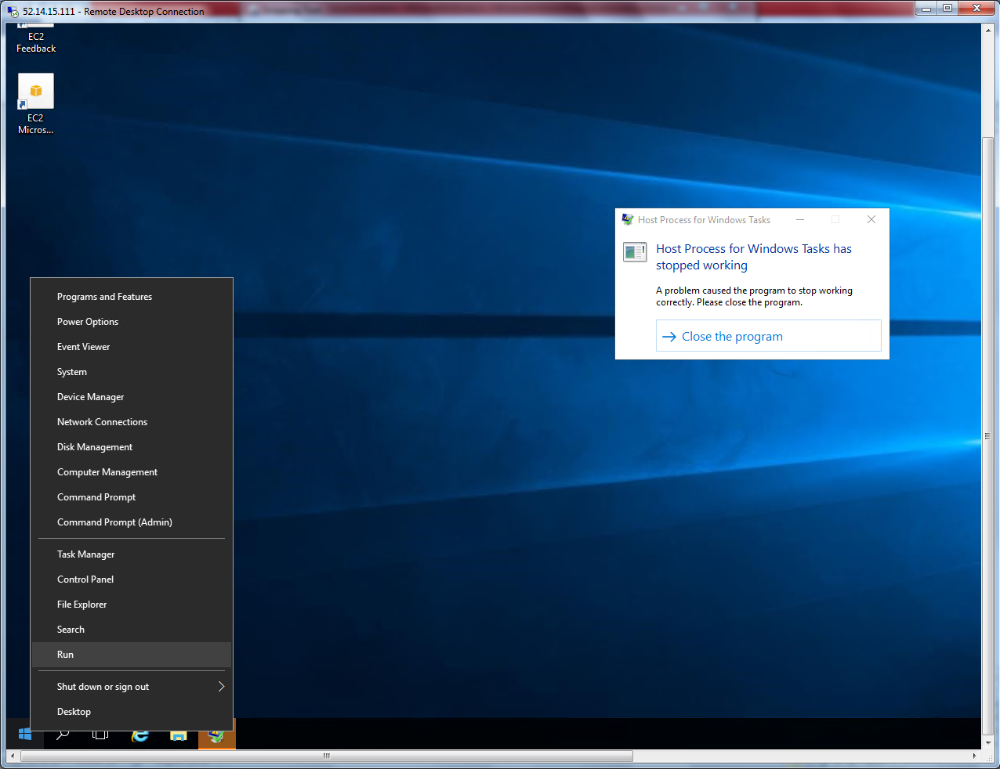 52.14.15.111 - Remote Desktop Connection
EC2
Feedback
EC2
Micros...
Host Process for Windows Tasks
Host Process for Windows Tasks has
stopped working
A problem caused the program to stop working
correctly. Please close the program.
Close the program
Programs and Features
Power Options
Event Viewer
System
Device Manager
Network Connections
Disk Management
Computer Management
Command Prompt
Command Prompt (Admin)
Task Manager
Control Panel
File Explorer
Search
Run
Shut down or sign out
Desktop